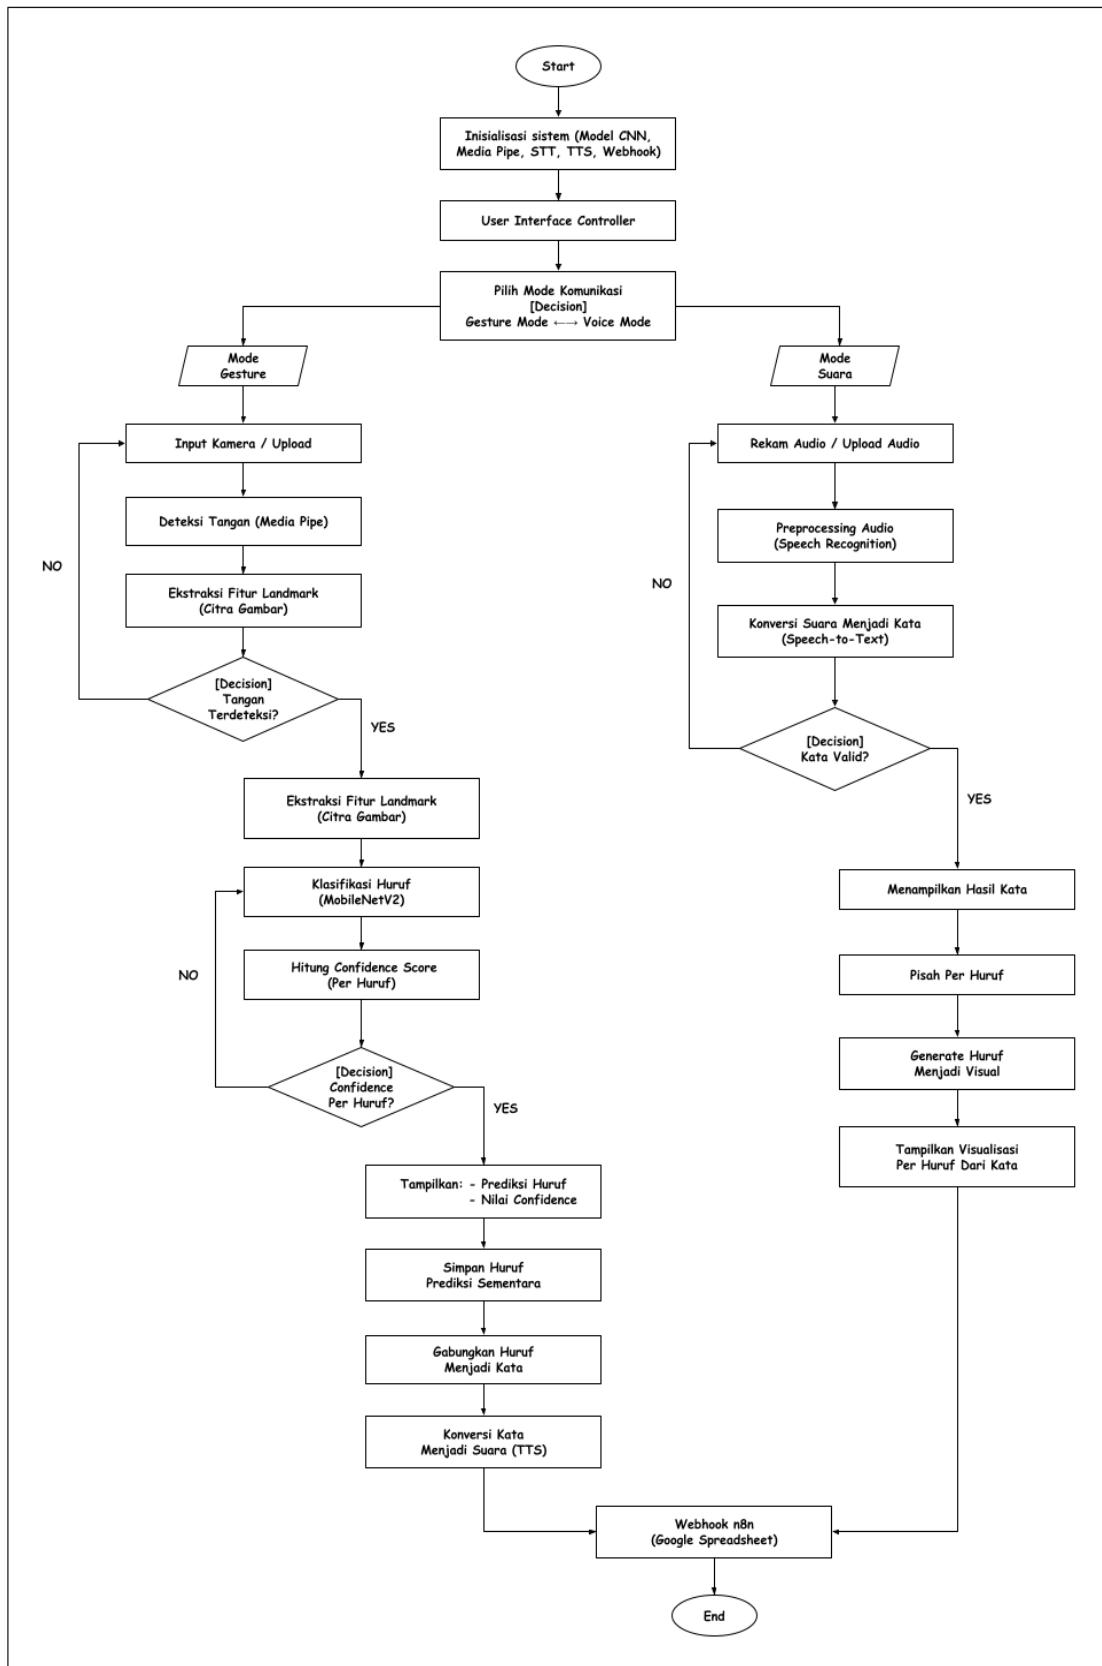 Start
Inisialisasi sistem (Model CNN,
Media Pipe, STT, TTS, Webhook)
User Interface Controller
Pilih Mode Komunikasi
[Decision]
Gesture Mode ←→ Voice Mode
Mode
Gesture
Input Kamera / Upload
Deteksi Tangan (Media Pipe)
Ekstraksi Fitur Landmark
(Citra Gambar)
[Decision]
Tangan
Terdeteksi?
NO
YES
Ekstraksi Fitur Landmark
(Citra Gambar)
Klasifikasi Huruf
(MobileNetV2)
Hitung Confidence Score
(Per Huruf)
[Decision]
Confidence
Per Huruf?
NO
YES
Tampilkan: - Prediksi Huruf
- Nilai Confidence
Simpan Huruf
Prediksi Sementara
Gabungkan Huruf
Menjadi Kata
Konversi Kata
Menjadi Suara (TTS)
Mode
Suara
Rekam Audio / Upload Audio
Preprocessing Audio
(Speech Recognition)
Konversi Suara Menjadi Kata
(Speech-to-Text)
[Decision]
Kata Valid?
NO
YES
Menampilkan Hasil Kata
Pisah Per Huruf
Generate Huruf
Menjadi Visual
Tampilkan Visualisasi
Per Huruf Dari Kata
Webhook n8n
(Google Spreadsheet)
End